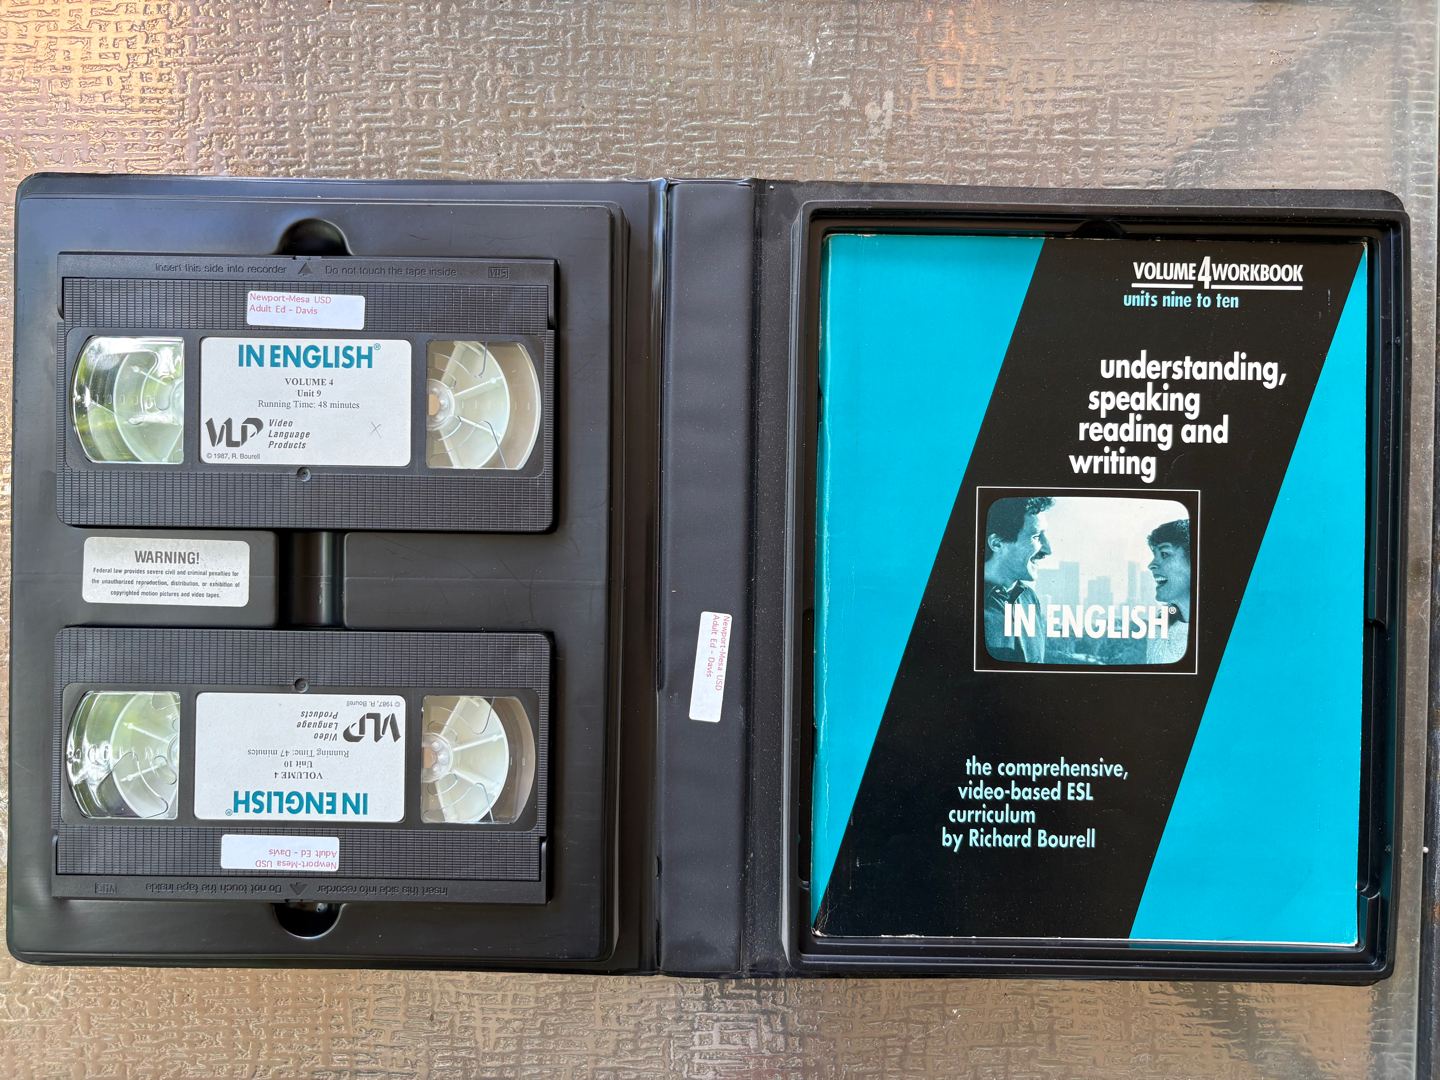 Insert this side into recorder Do not touch the tape inside VHS
Newport-Mesa USD
Adult Ed - Davis
IN ENGLISH®
VOLUME 4
Unit 9
Running Time: 48 minutes
VLP Video
Language
Products
X
© 1987, R. Bourell
WARNING!
Federal law provides severe civil and criminal penalties for
the unauthorized reproduction, distribution, or exhibition of
copyrighted motion pictures and video tapes.
Insert this side into recorder Do not touch the tape inside VHS
Newport-Mesa USD
Adult Ed - Davis
IN ENGLISH®
VOLUME 4
Unit 10
Running Time: 47 minutes
VLP Video
Language
Products
© 1987, R. Bourell
Newport-Mesa USD
Adult Ed - Davis
VOLUME 4 WORKBOOK
units nine to ten
understanding,
speaking
reading and
writing
IN ENGLISH®
the comprehensive,
video-based ESL
curriculum
by Richard Bourell